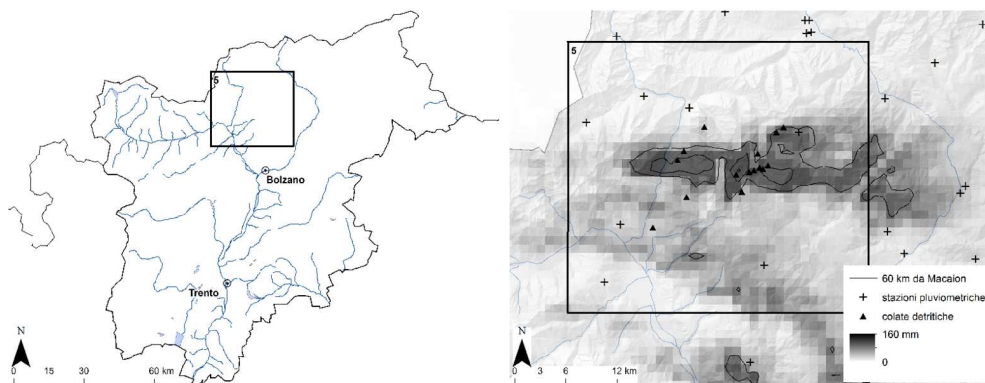 5
Bolzano
Trento
N
0 15 30 60 km
5
60 km da Macaion
stazioni pluviometriche
colate detritiche
160 mm
0
N
0 3 6 12 km